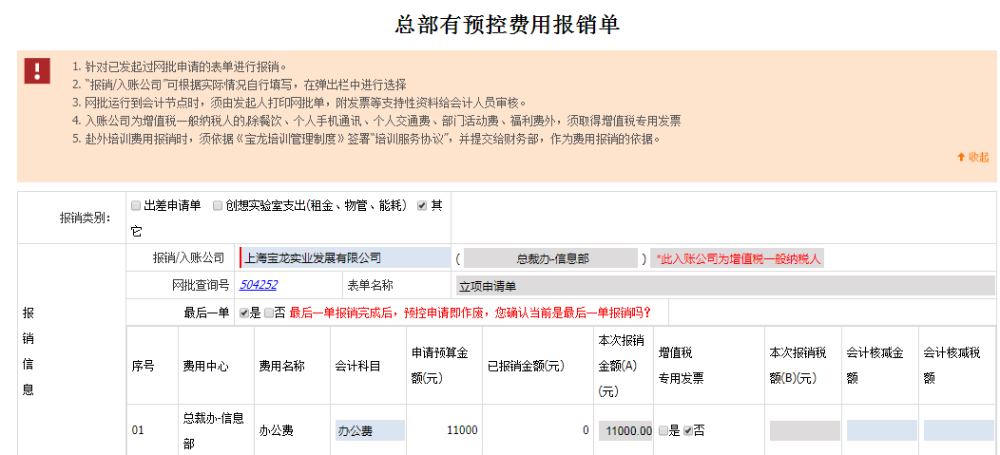 总部有预控费用报销单
1. 针对已发起过网批申请的表单进行报销。
2. “报销/入账公司”可根据实际情况自行填写，在弹出栏中进行选择
3. 网批运行到会计节点时，须由发起人打印网批单，附发票等支持性资料给会计人员审核。
4. 入账公司为增值税一般纳税人的,除餐饮、个人手机通讯、个人交通费、部门活动费、福利费外，须取得增值税专用发票
5. 赴外培训费用报销时，须依据《宝龙培训管理制度》签署“培训服务协议”，并提交给财务部，作为费用报销的依据。
收起
报销类别： 出差申请单 创想实验室支出(租金、物管、能耗) 其
它
报销/入账公司 上海宝龙实业发展有限公司 ( 总裁办-信息部 ) *此入账公司为增值税一般纳税人
网批查询号 504252 表单名称 立项申请单
最后一单 是 否 最后一单报销完成后，预控申请即作废，您确认当前是最后一单报销吗？
报
销
信
息
序号 费用中心 费用名称 会计科目 申请预算金
额(元) 已报销金额(元) 本次报销
金额(A)
(元) 增值税
专用发票 本次报销税
额(B)(元) 会计核减金
额 会计核减税
额
01 总裁办-信息
部 办公费 办公费 11000 0 11000.00 是 否